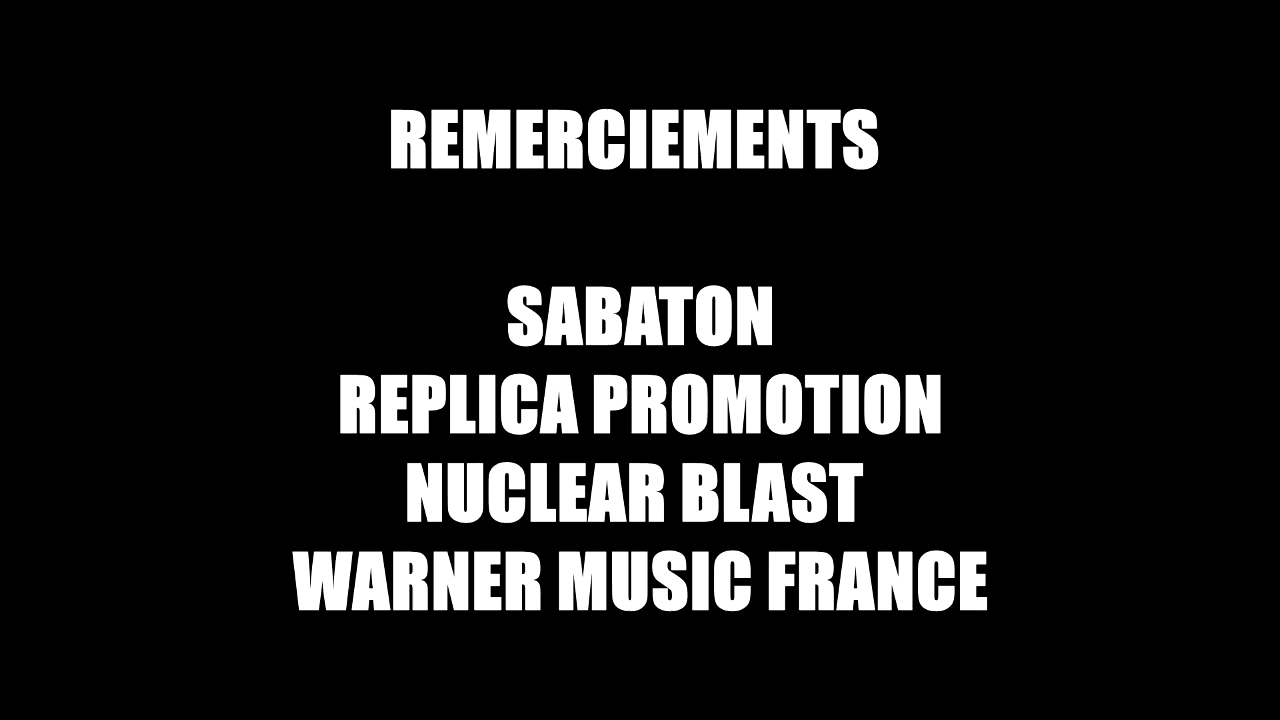 REMERCIEMENTS
SABATON
REPLICA PROMOTION
NUCLEAR BLAST
WARNER MUSIC FRANCE